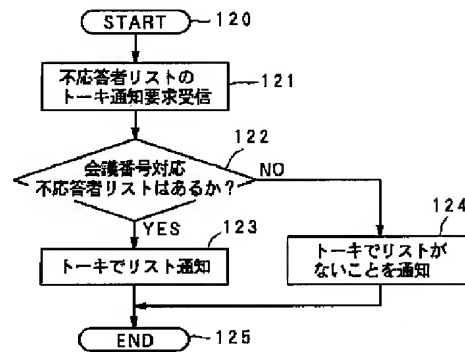 START
120
不応答者リストの
トーキ通知要求受信
121
122
会議番号対応
不応答者リストはあるか?
NO
YES
123
トーキでリスト通知
124
トーキでリストが
ないことを通知
END
125